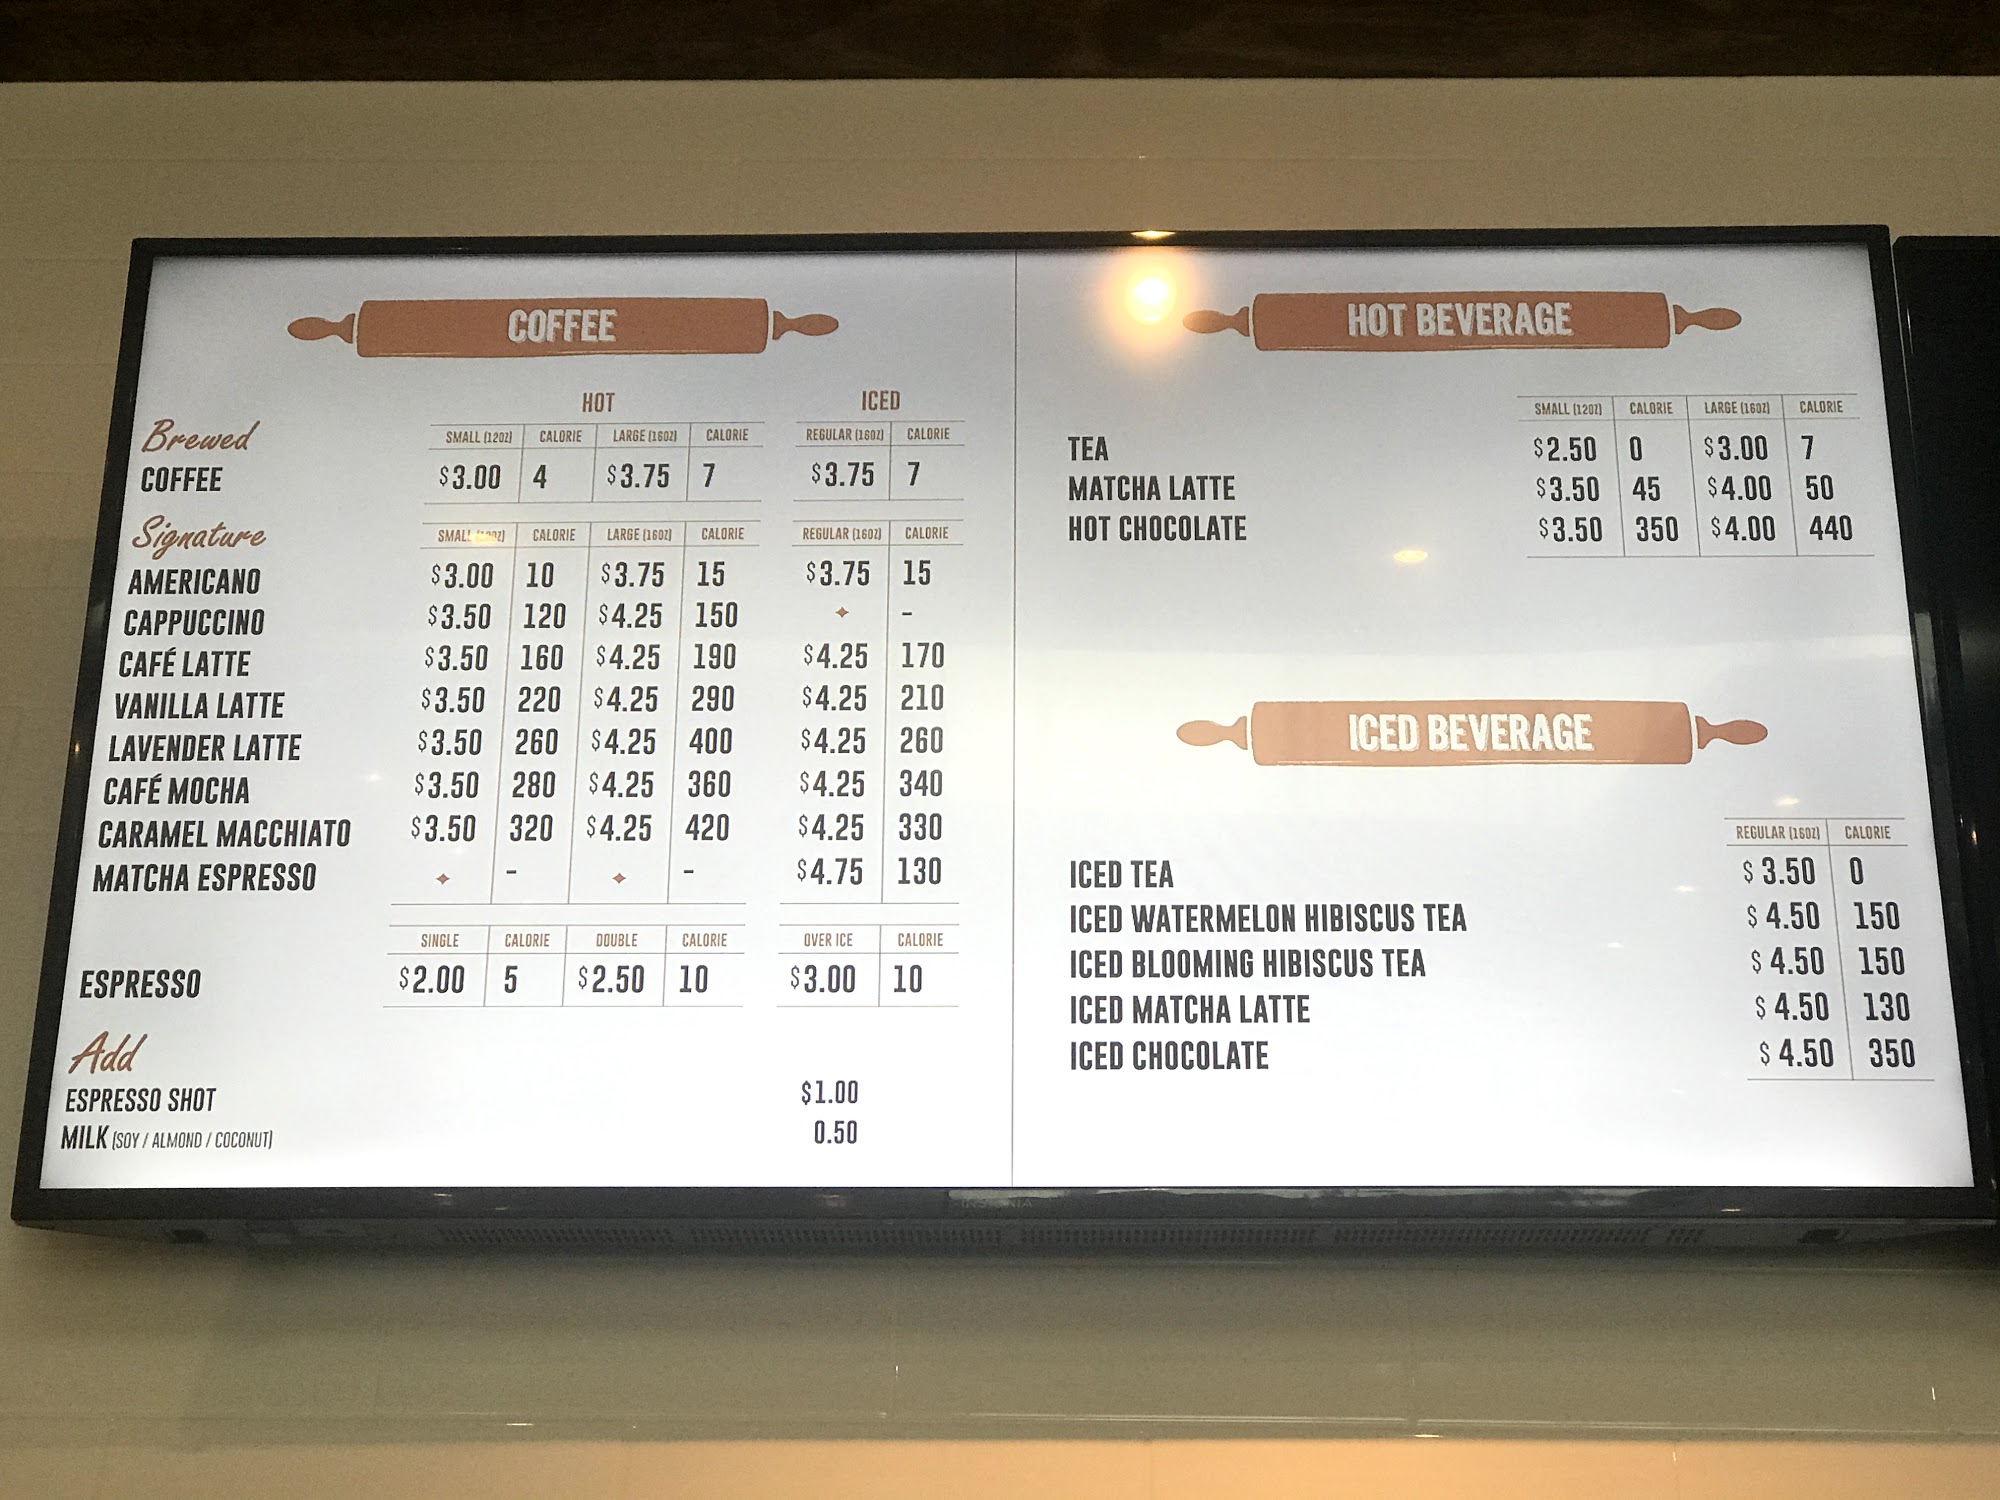 COFFEE
HOT ICED
Brewed SMALL (12OZ) CALORIE LARGE (16OZ) CALORIE REGULAR (16OZ) CALORIE
COFFEE $3.00 4 $3.75 7 $3.75 7
Signature SMALL CALORIE LARGE (16OZ) CALORIE REGULAR (16OZ) CALORIE
AMERICANO $3.00 10 $3.75 15 $3.75 15
CAPPUCCINO $3.50 120 $4.25 150 -
CAFÉ LATTE $3.50 160 $4.25 190 $4.25 170
VANILLA LATTE $3.50 220 $4.25 290 $4.25 210
LAVENDER LATTE $3.50 260 $4.25 400 $4.25 260
CAFÉ MOCHA $3.50 280 $4.25 360 $4.25 340
CARAMEL MACCHIATO $3.50 320 $4.25 420 $4.25 330
MATCHA ESPRESSO - - $4.75 130
SINGLE CALORIE DOUBLE CALORIE OVER ICE CALORIE
ESPRESSO $2.00 5 $2.50 10 $3.00 10
Add
ESPRESSO SHOT $1.00
MILK (SOY / ALMOND / COCONUT) 0.50
HOT BEVERAGE
SMALL (12OZ) CALORIE LARGE (16OZ) CALORIE
TEA $2.50 0 $3.00 7
MATCHA LATTE $3.50 45 $4.00 50
HOT CHOCOLATE $3.50 350 $4.00 440
ICED BEVERAGE
REGULAR (16OZ) CALORIE
ICED TEA $3.50 0
ICED WATERMELON HIBISCUS TEA $4.50 150
ICED BLOOMING HIBISCUS TEA $4.50 150
ICED MATCHA LATTE $4.50 130
ICED CHOCOLATE $4.50 350
INSIGNIA